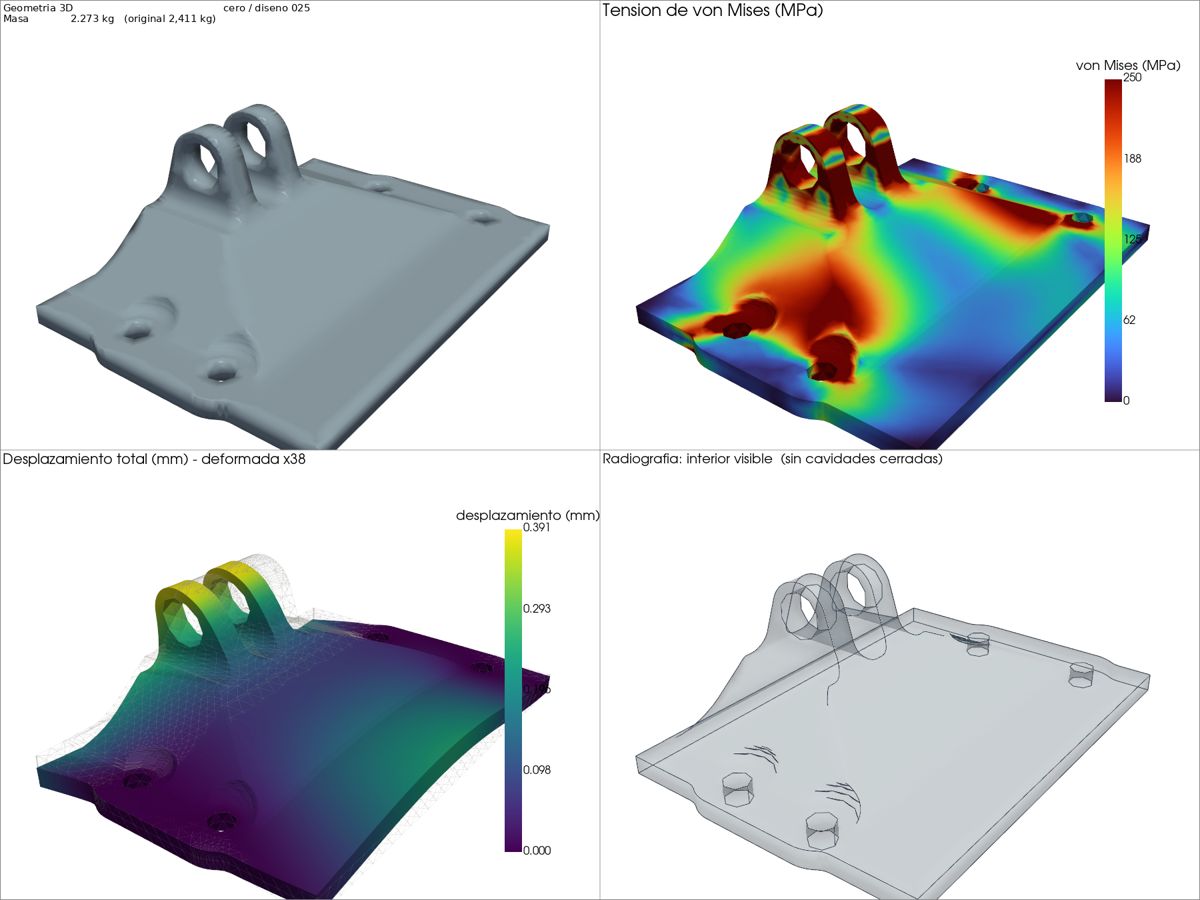 Geometria 3D
cero / diseno 025
Masa 2.273 kg (original 2,411 kg)
Tension de von Mises (MPa)
von Mises (MPa)
250
188
125
62
0
Desplazamiento total (mm) - deformada x38
desplazamiento (mm)
0.391
0.293
0.196
0.098
0.000
Radiografia: interior visible (sin cavidades cerradas)